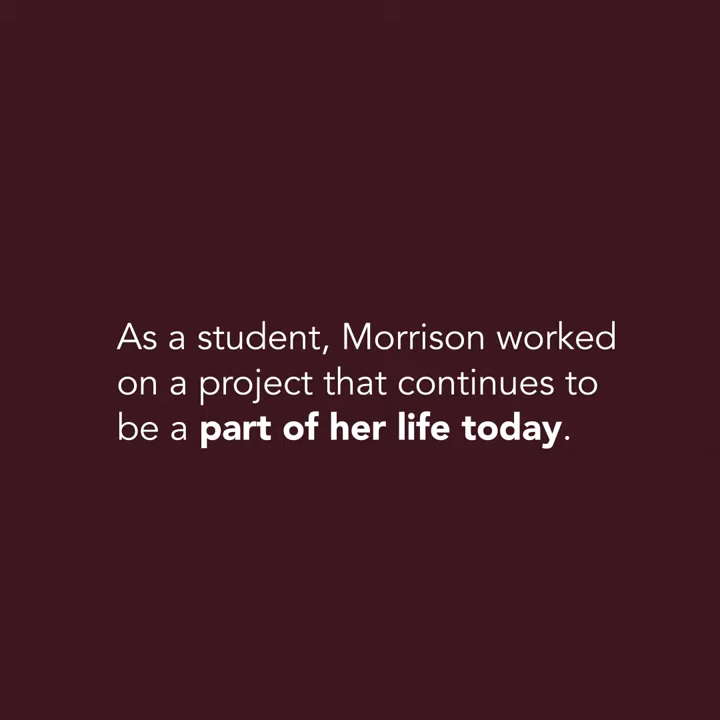 As a student, Morrison worked
on a project that continues to
be a part of her life today.